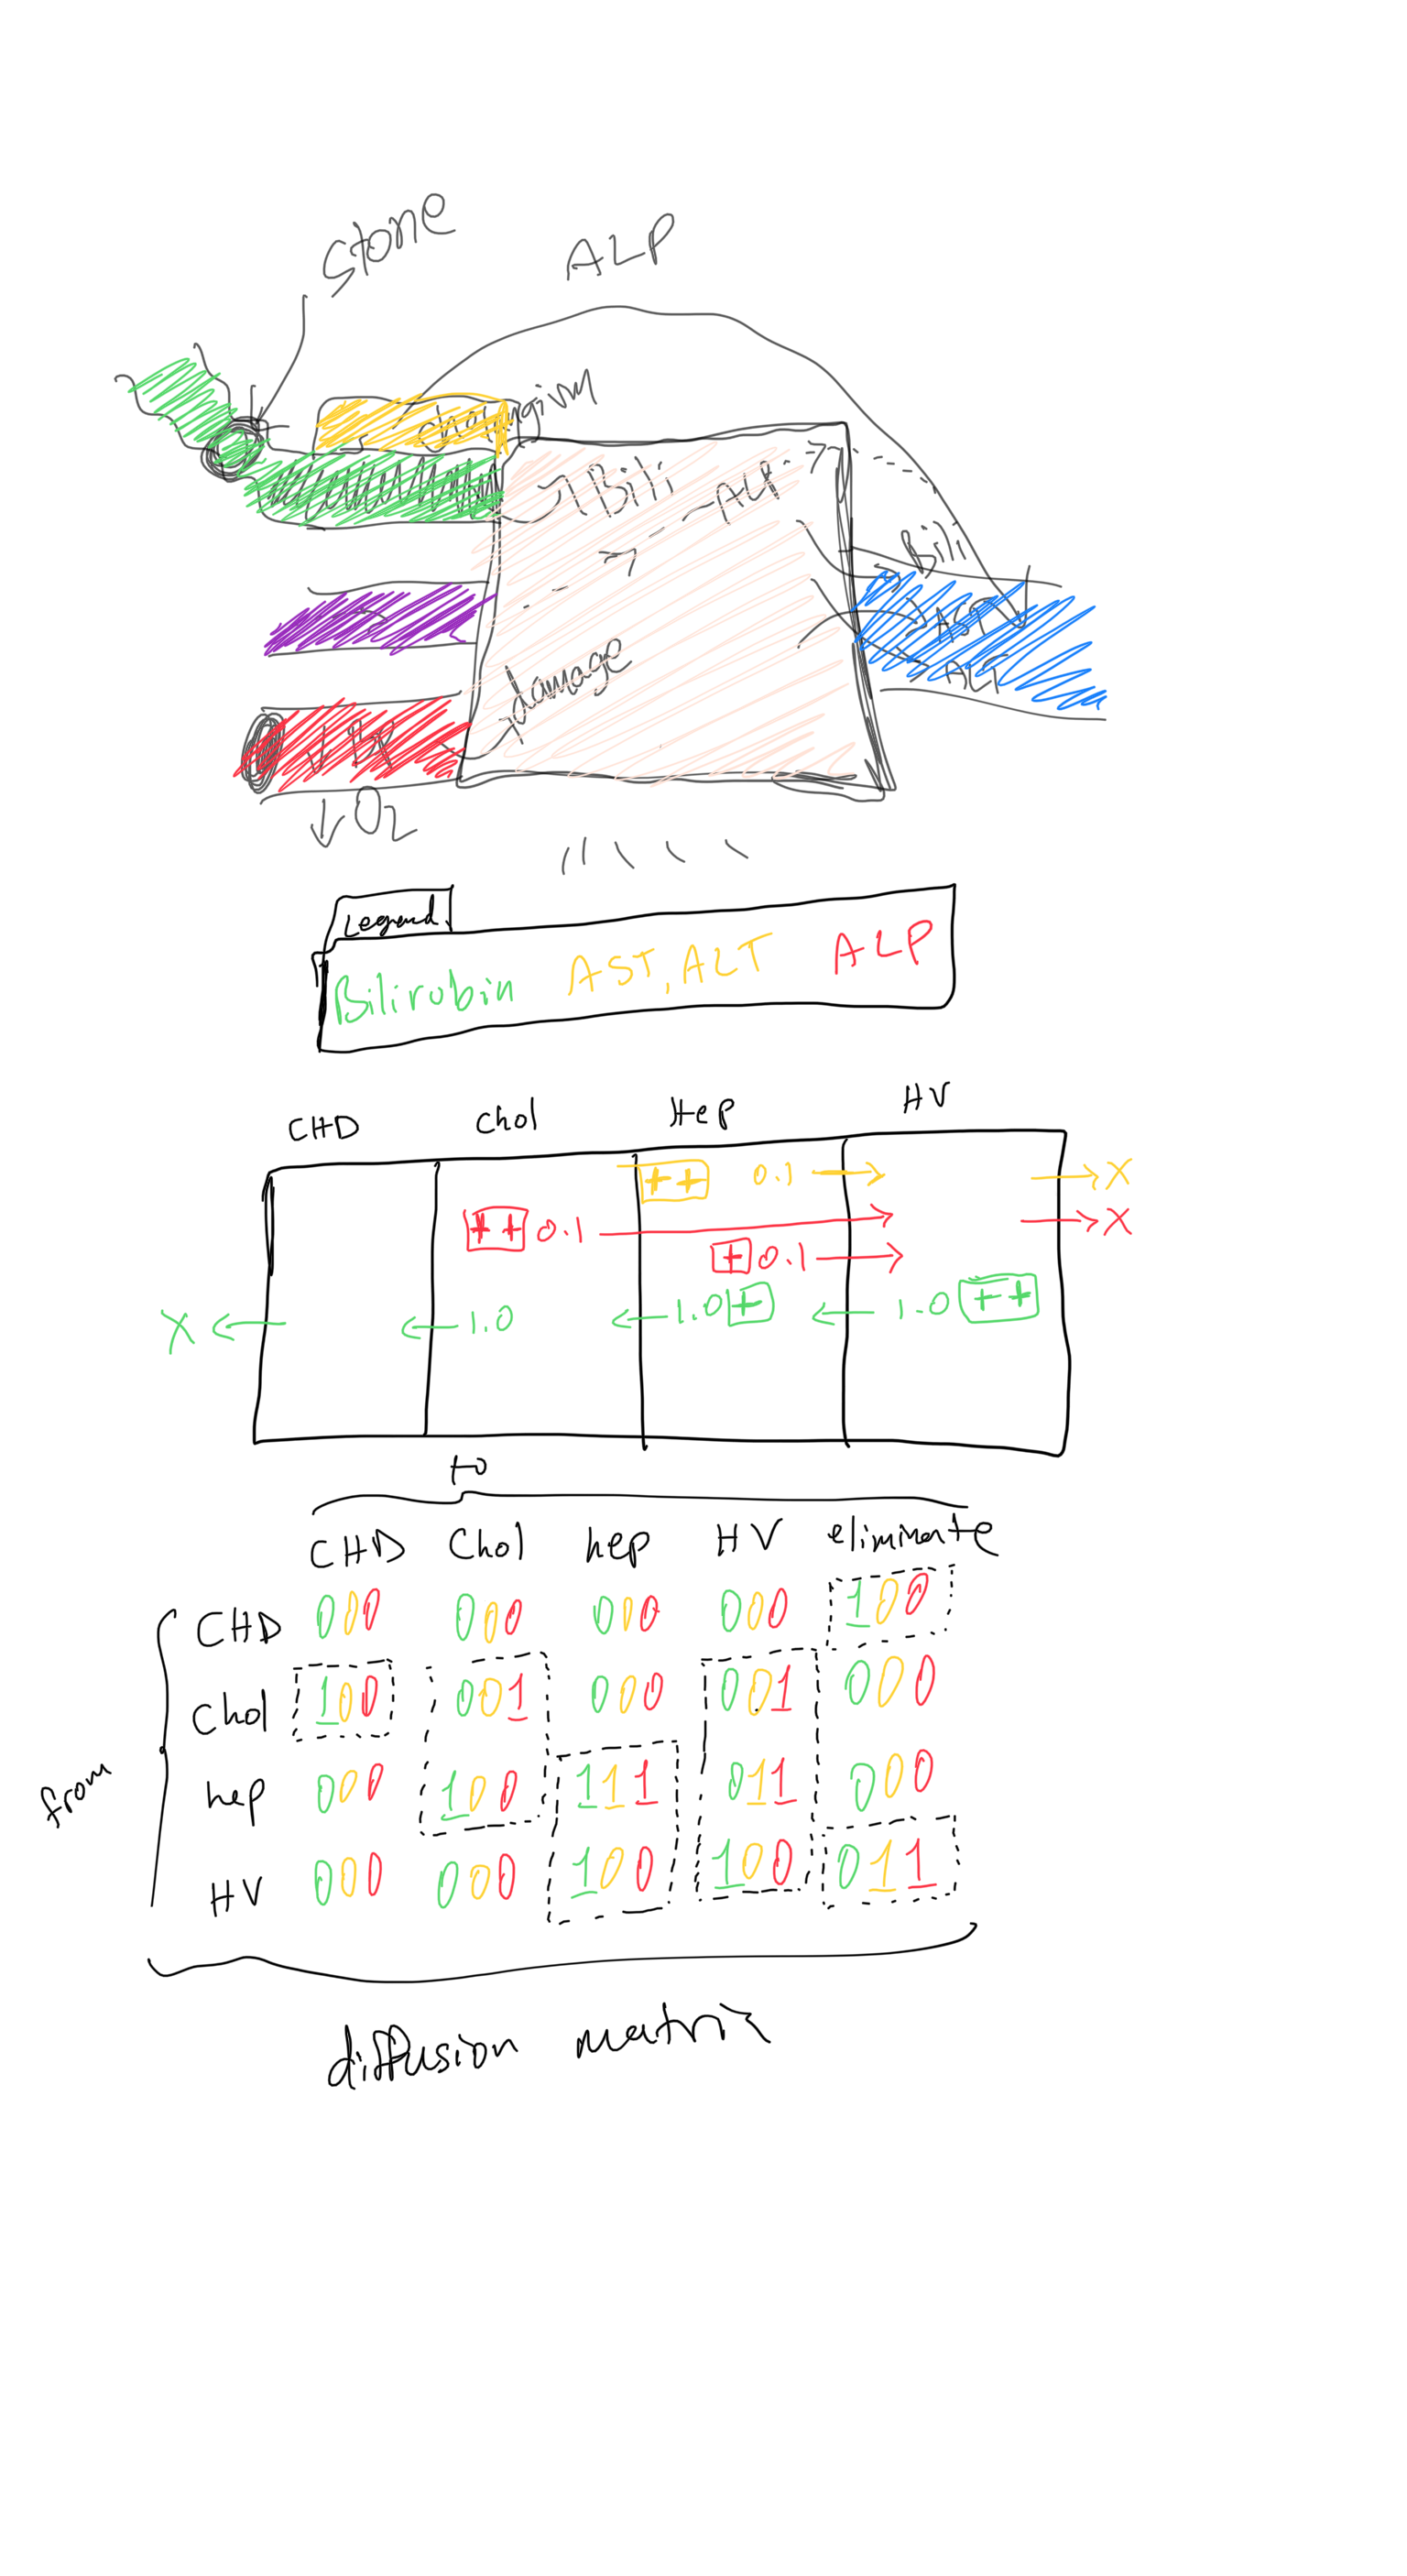 Stone
ALP
cholangium
Bili
ALP
Bili
AST
ALT
damage
↓ O2
Legend
Bilirubin AST, ALT ALP
CHD Chol Hep HV
++ 0.1 → → X
++ 0.1 → → X
+ 0.1 →
X ← ← 1.0 ← 1.0 + ← 1.0 ++
to
CHD Chol hep HV eliminate
CHD 000 000 000 000 100
Chol 100 001 000 001 000
from
hep 000 100 111 011 000
HV 000 000 100 100 011
diffusion matrix